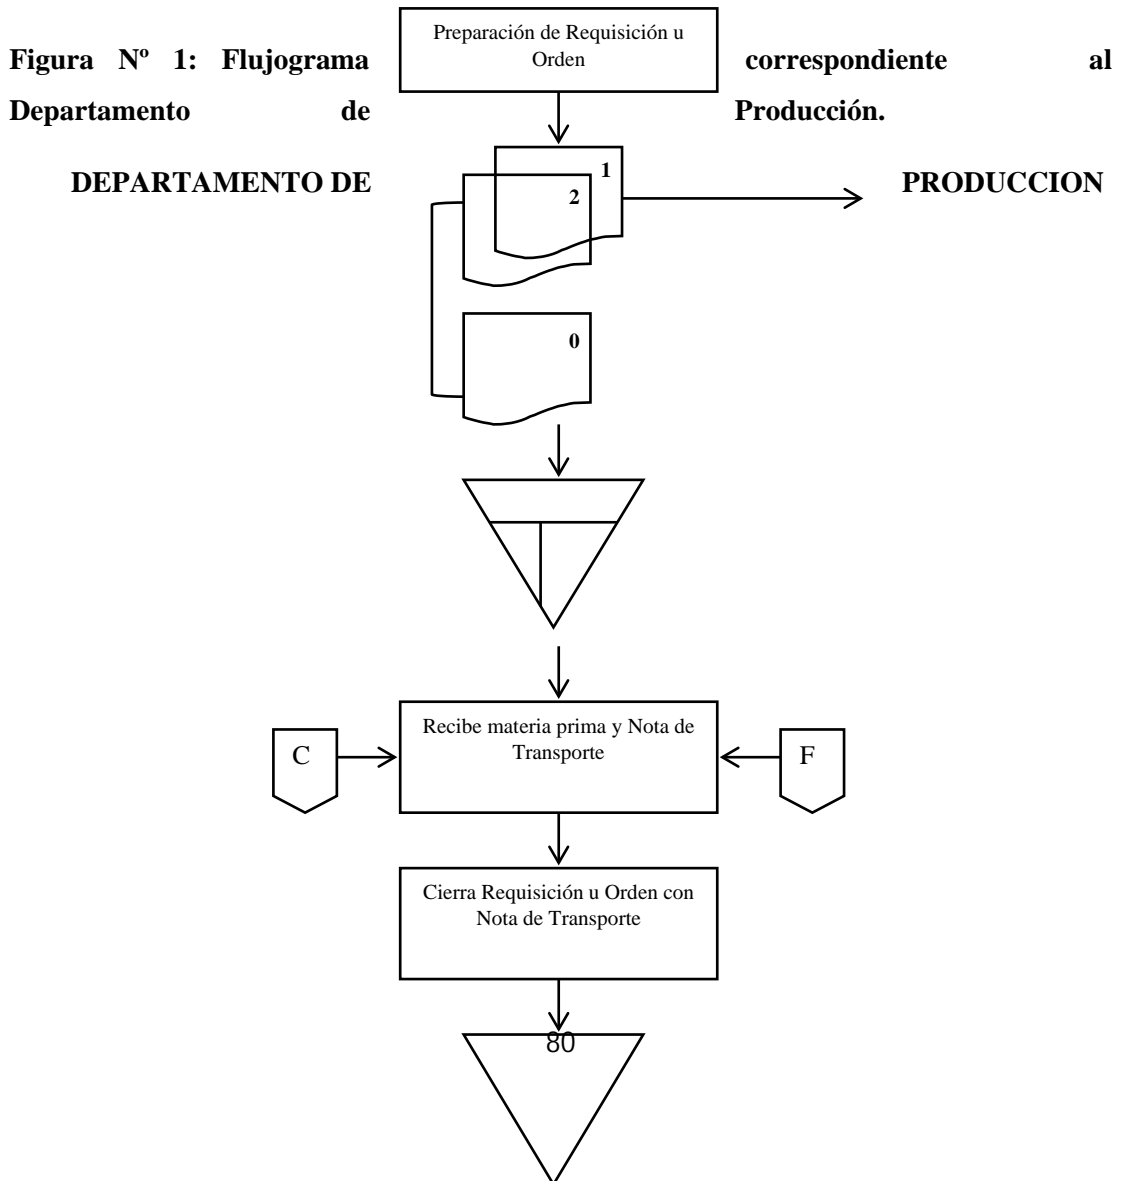 Preparación de Requisición u
Orden
Figura Nº 1: Flujograma correspondiente al
Departamento de Producción.
DEPARTAMENTO DE PRODUCCION
1
2
0
Recibe materia prima y Nota de
Transporte
C
F
Cierra Requisición u Orden con
Nota de Transporte
80